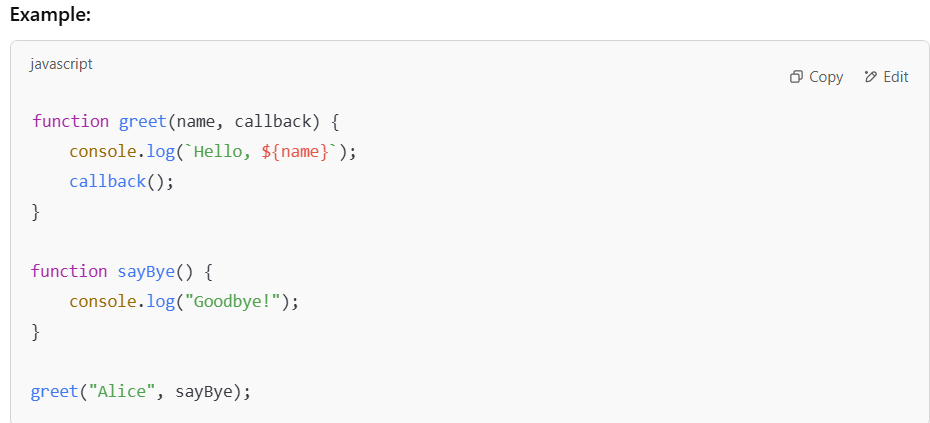 Example:
javascript
Copy Edit
function greet(name, callback) {
    console.log(`Hello, ${name}`);
    callback();
}
function sayBye() {
    console.log("Goodbye!");
}
greet("Alice", sayBye);